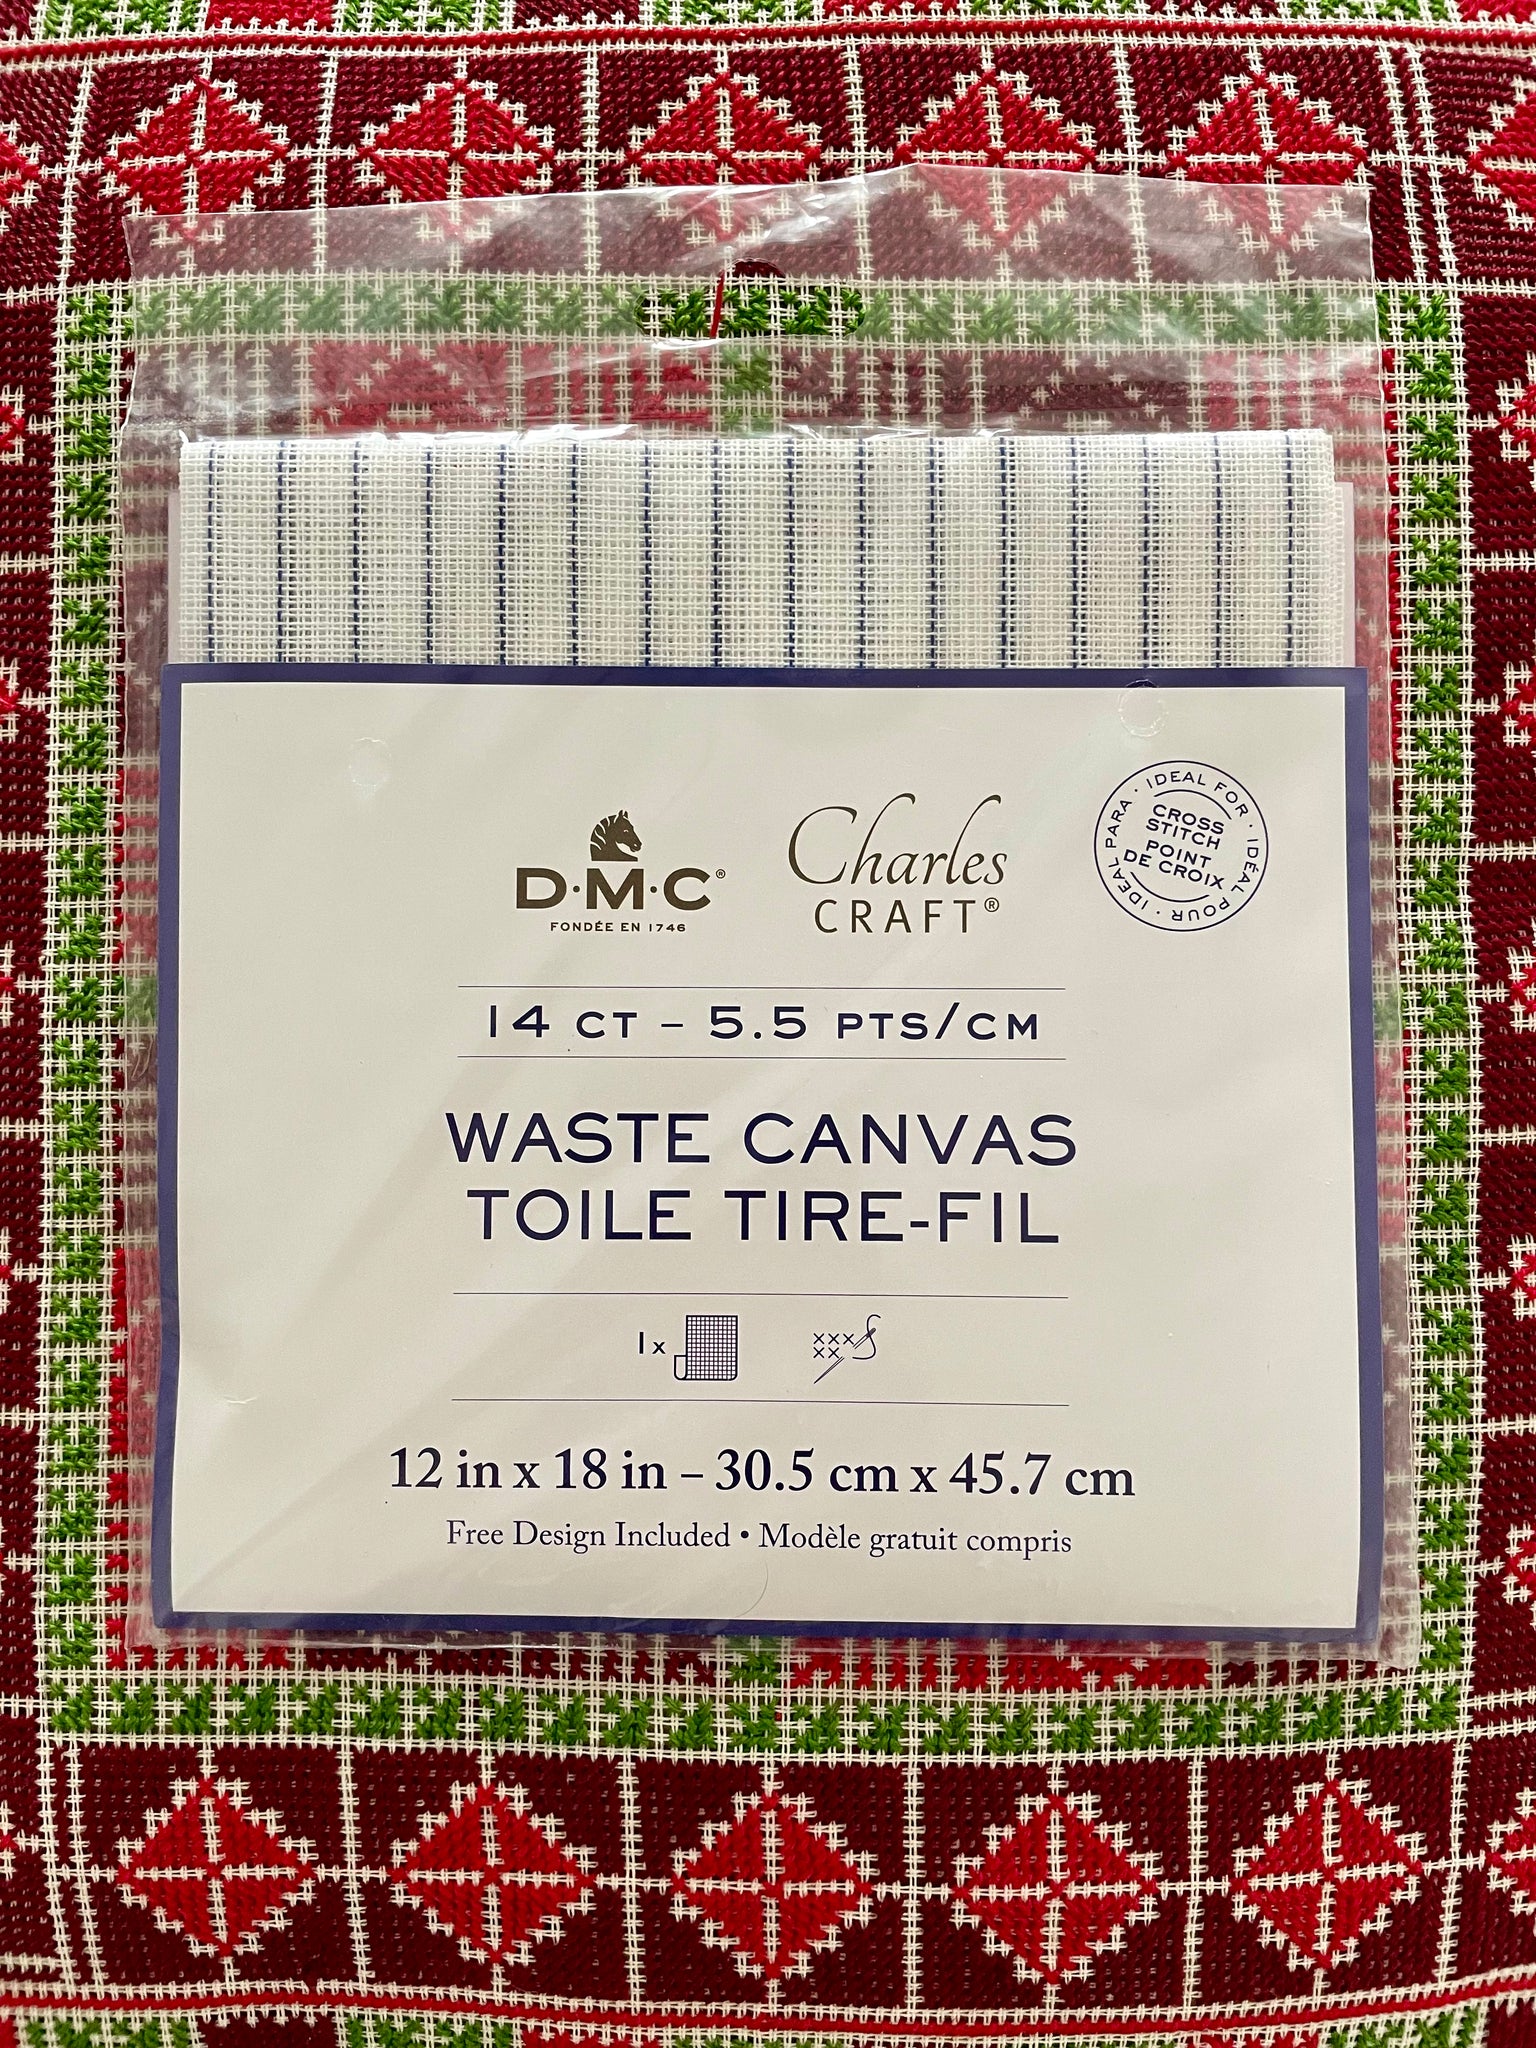 D·M·C®
FONDÉE EN 1746
Charles
CRAFT®
· IDEAL FOR · IDÉAL POUR · IDEAL PARA
CROSS
STITCH
POINT
DE CROIX
14 CT – 5.5 PTS/CM
WASTE CANVAS
TOILE TIRE-FIL
1x
12 in x 18 in – 30.5 cm x 45.7 cm
Free Design Included • Modèle gratuit compris